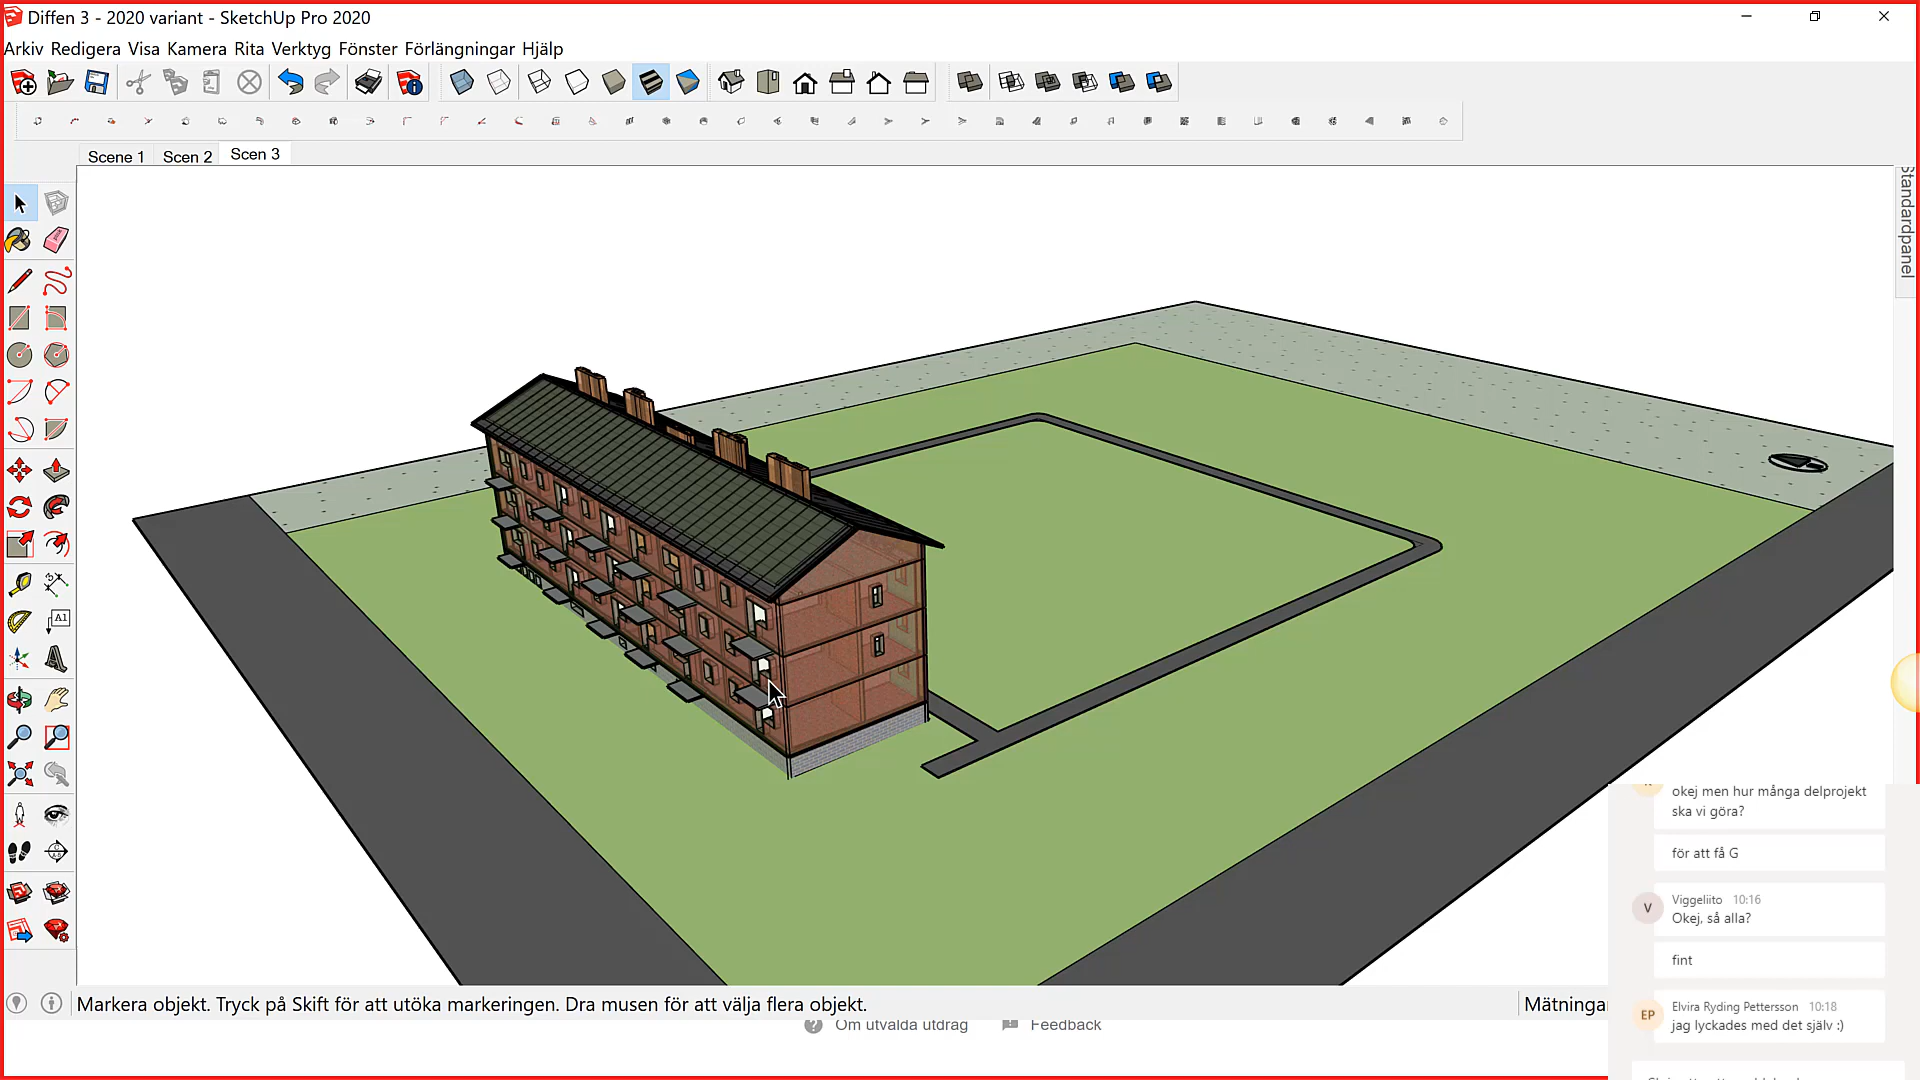 Diffen 3 - 2020 variant - SketchUp Pro 2020
Arkiv Redigera Visa Kamera Rita Verktyg Fönster Förlängningar Hjälp
Scene 1 Scen 2 Scen 3
Standardpanel
A1
okej men hur många delprojekt
ska vi göra?
för att få G
V
Viggeliito 10:16
Okej, så alla?
fint
EP
Elvira Ryding Pettersson 10:18
jag lyckades med det själv :)
Markera objekt. Tryck på Skift för att utöka markeringen. Dra musen för att välja flera objekt.
Mätningar
Om utvalda utdrag
Feedback